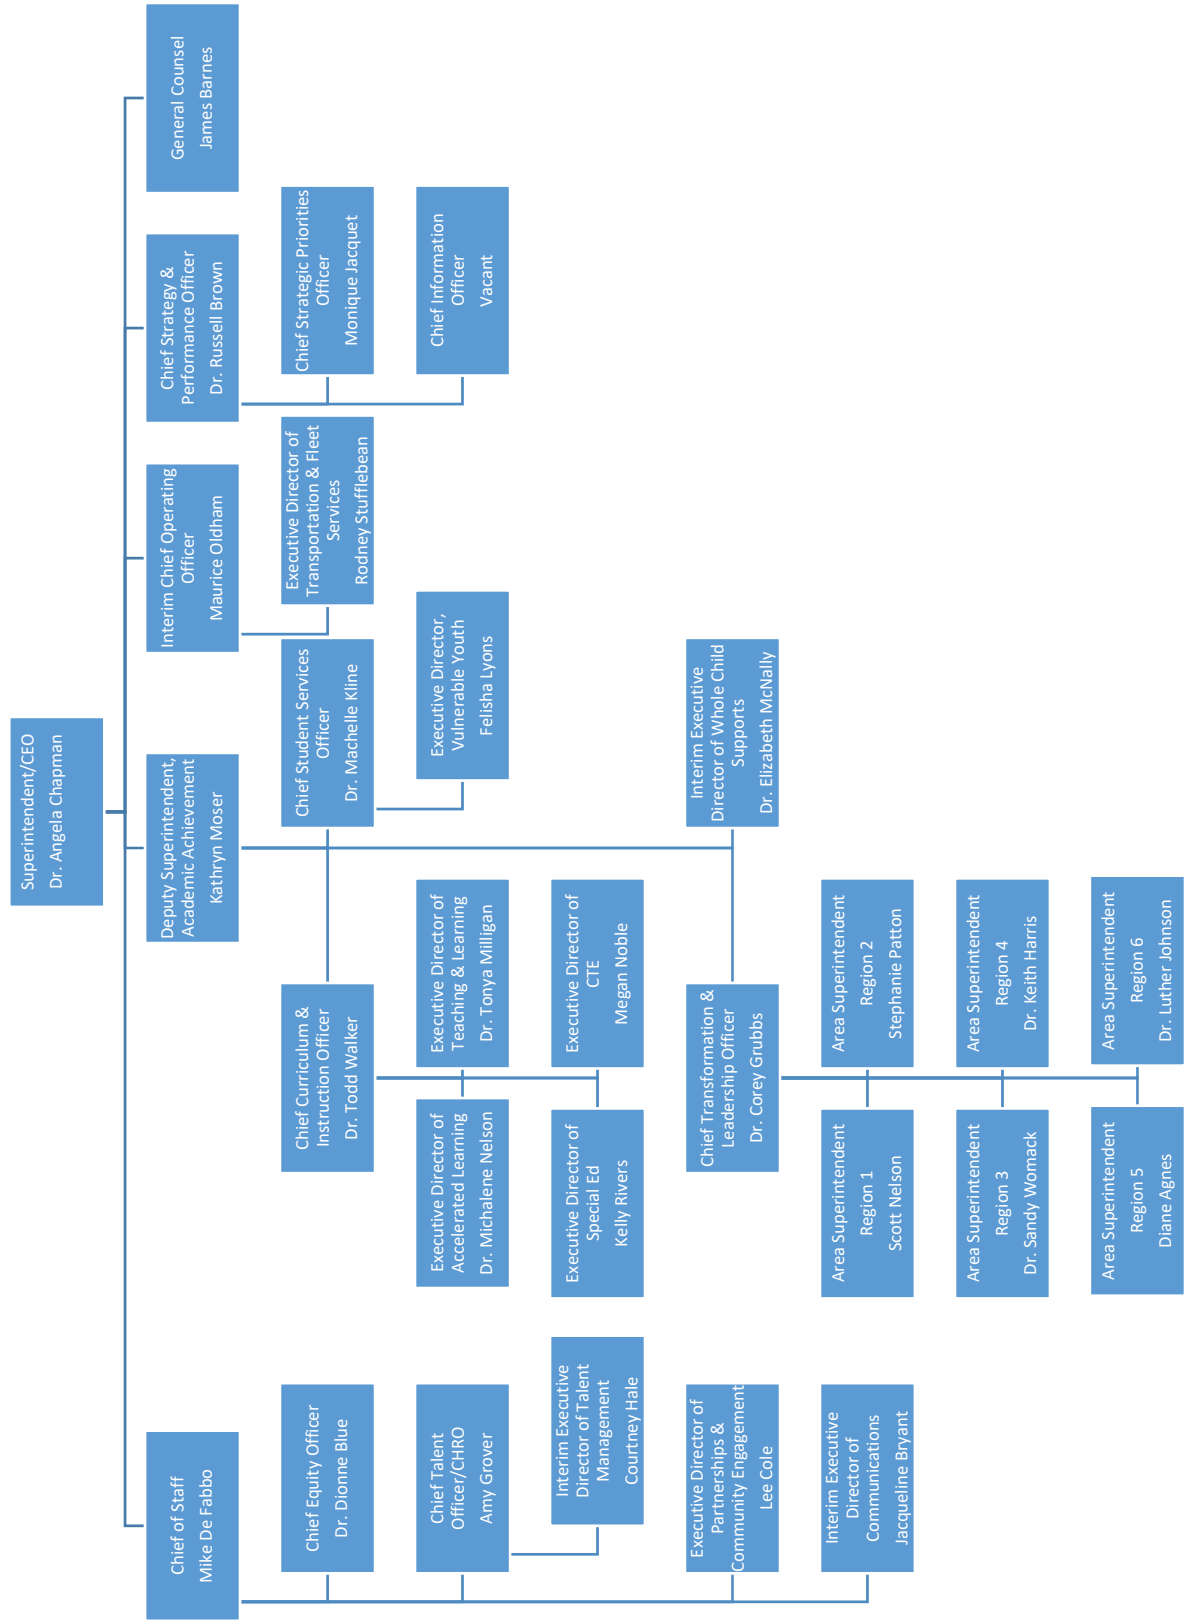 Superintendent/CEO
Dr. Angela Chapman
Chief of Staff
Mike De Fabbo
Chief Equity Officer
Dr. Dionne Blue
Chief Talent
Officer/CHRO
Amy Grover
Interim Executive
Director of Talent
Management
Courtney Hale
Executive Director of
Partnerships &
Community Engagement
Lee Cole
Interim Executive
Director of
Communications
Jacqueline Bryant
Deputy Superintendent,
Academic Achievement
Kathryn Moser
Chief Curriculum &
Instruction Officer
Dr. Todd Walker
Executive Director of
Accelerated Learning
Dr. Michalene Nelson
Executive Director of
Teaching & Learning
Dr. Tonya Milligan
Executive Director of
Special Ed
Kelly Rivers
Executive Director of
CTE
Megan Noble
Chief Student Services
Officer
Dr. Machelle Kline
Executive Director,
Vulnerable Youth
Felisha Lyons
Chief Transformation &
Leadership Officer
Dr. Corey Grubbs
Area Superintendent
Region 1
Scott Nelson
Area Superintendent
Region 2
Stephanie Patton
Area Superintendent
Region 3
Dr. Sandy Womack
Area Superintendent
Region 4
Dr. Keith Harris
Area Superintendent
Region 5
Diane Agnes
Area Superintendent
Region 6
Dr. Luther Johnson
Interim Executive
Director of Whole Child
Supports
Dr. Elizabeth McNally
Interim Chief Operating
Officer
Maurice Oldham
Executive Director of
Transportation & Fleet
Services
Rodney Stufflebean
Chief Strategy &
Performance Officer
Dr. Russell Brown
Chief Strategic Priorities
Officer
Monique Jacquet
Chief Information
Officer
Vacant
General Counsel
James Barnes